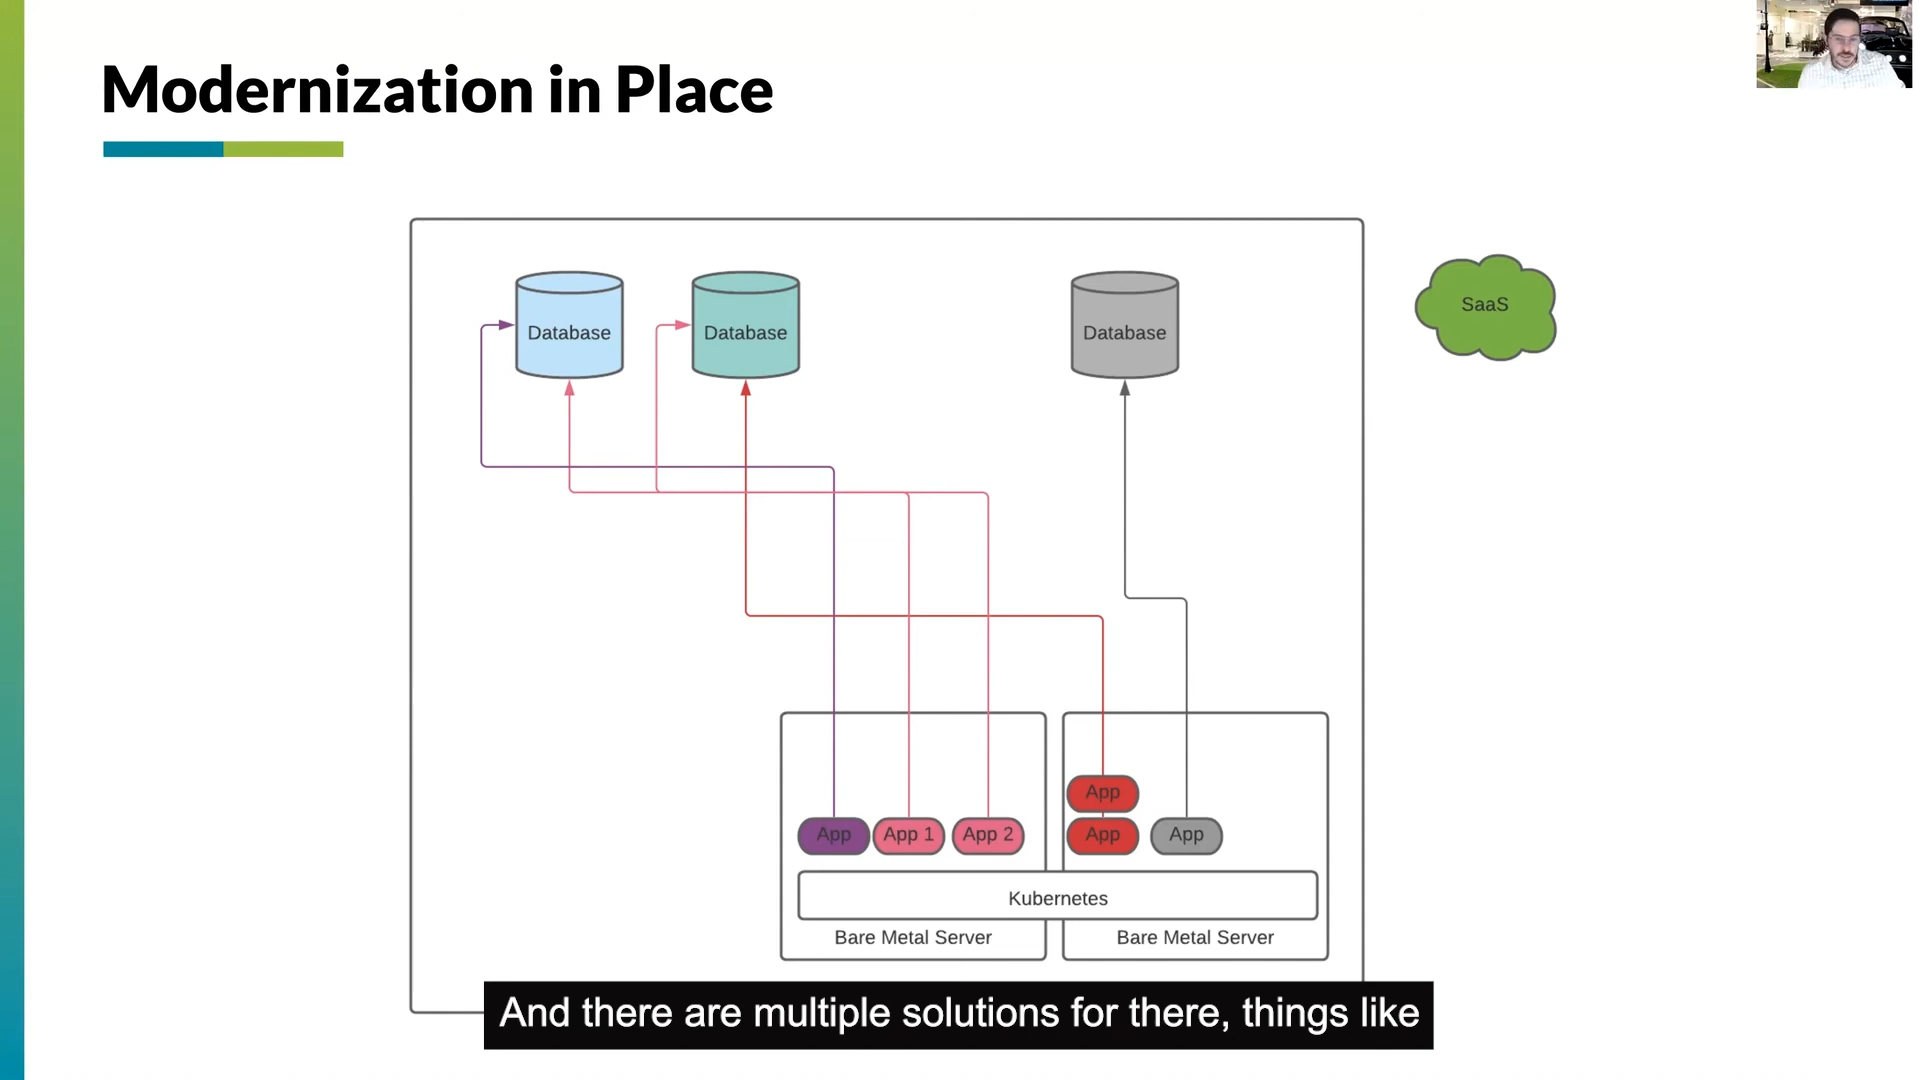 Modernization in Place
Database
Database
Database
SaaS
App
App
App 1
App 2
App
App
Kubernetes
Bare Metal Server
Bare Metal Server
And there are multiple solutions for there, things like